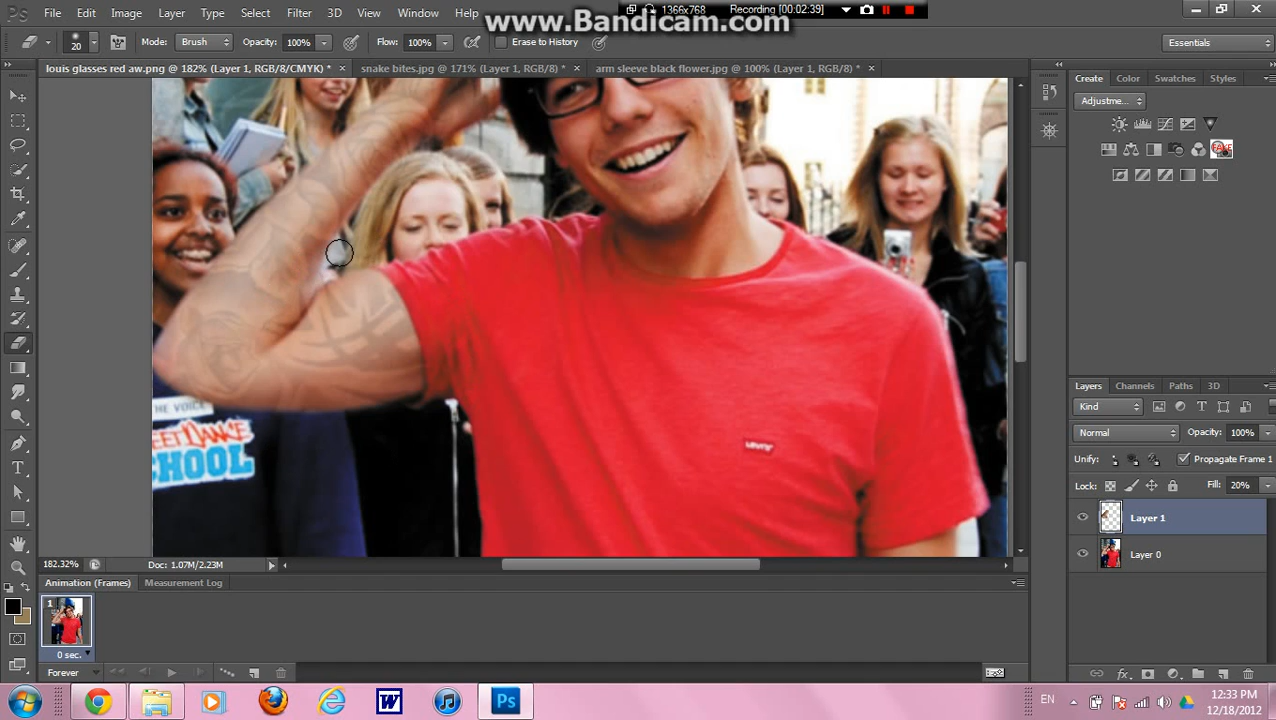 Ps File Edit Image Layer Type Select Filter 3D View Window Help
1366x768 Recording [00:02:39]
www.Bandicam.com
20 Mode: Brush Opacity: 100% Flow: 100% Erase to History Essentials
louis glasses red aw.png @ 182% (Layer 1, RGB/8/CMYK) * × snake bites.jpg @ 171% (Layer 1, RGB/8) * × arm sleeve black flower.jpg @ 100% (Layer 1, RGB/8) * ×
Create Color Swatches Styles
Adjustme...
FAKE
THE VOICE
CHOOL
Layers Channels Paths 3D
Kind
Normal Opacity: 100%
Unify: Propagate Frame 1
Lock: Fill: 20%
Layer 1
Layer 0
182.32% Doc: 1.07M/2.23M
Animation (Frames) Measurement Log
1
0 sec.
Forever
W Ps
EN 12:33 PM
12/18/2012